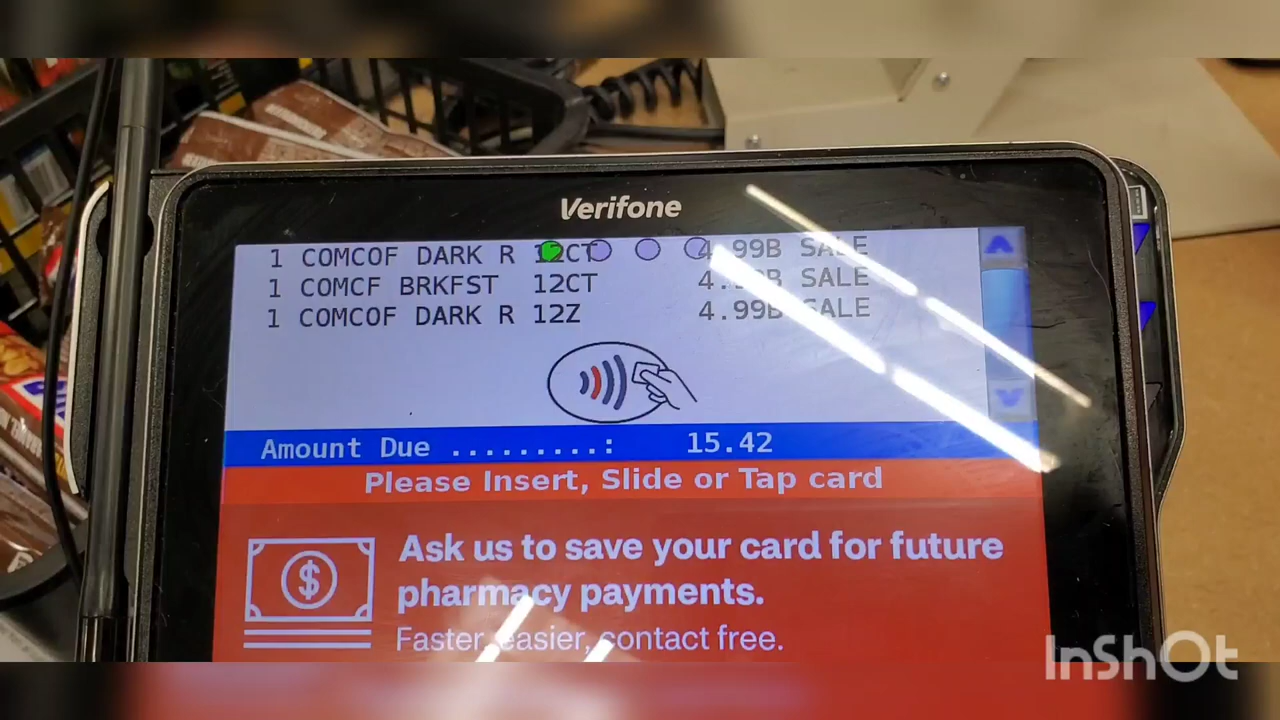 Verifone
1 COMCOF DARK R 12CT 4.99B SALE
1 COMCF BRKFST 12CT 4.99B SALE
1 COMCOF DARK R 12Z 4.99B SALE
Amount Due .........: 15.42
Please Insert, Slide or Tap card
$
Ask us to save your card for future
pharmacy payments.
Faster, easier, contact free.
InShOt